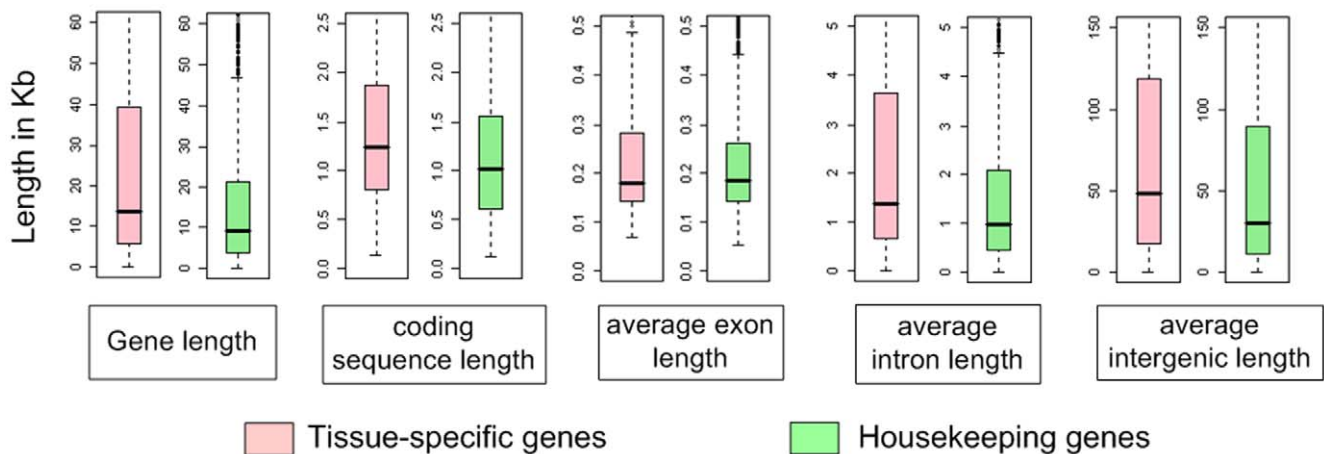 Length in Kb
0 10 20 30 40 50 60
0 10 20 30 40 50 60
0.0 0.5 1.0 1.5 2.0 2.5
0.0 0.5 1.0 1.5 2.0 2.5
0.0 0.1 0.2 0.3 0.4 0.5
0.0 0.1 0.2 0.3 0.4 0.5
0 1 2 3 4 5
0 1 2 3 4 5
0 50 100 150
0 50 100 150
Gene length
coding
sequence length
average exon
length
average
intron length
average
intergenic length
Tissue-specific genes
Housekeeping genes